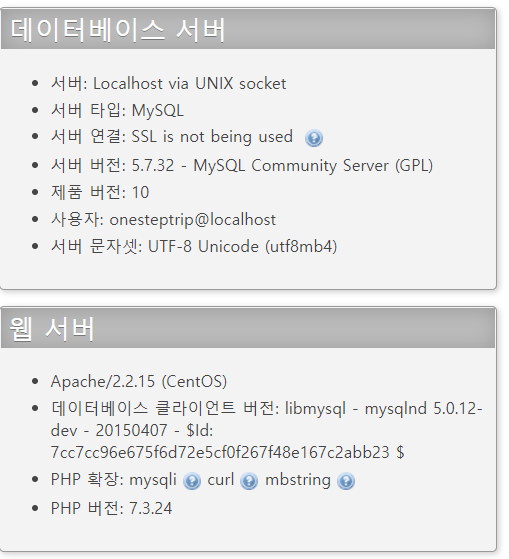 데이터베이스 서버
서버: Localhost via UNIX socket
서버 타입: MySQL
서버 연결: SSL is not being used
서버 버전: 5.7.32 - MySQL Community Server (GPL)
제품 버전: 10
사용자: onesteptrip@localhost
서버 문자셋: UTF-8 Unicode (utf8mb4)
웹 서버
Apache/2.2.15 (CentOS)
데이터베이스 클라이언트 버전: libmysql - mysqlnd 5.0.12-
dev - 20150407 - $Id:
7cc7cc96e675f6d72e5cf0f267f48e167c2abb23 $
PHP 확장: mysqli curl mbstring
PHP 버전: 7.3.24